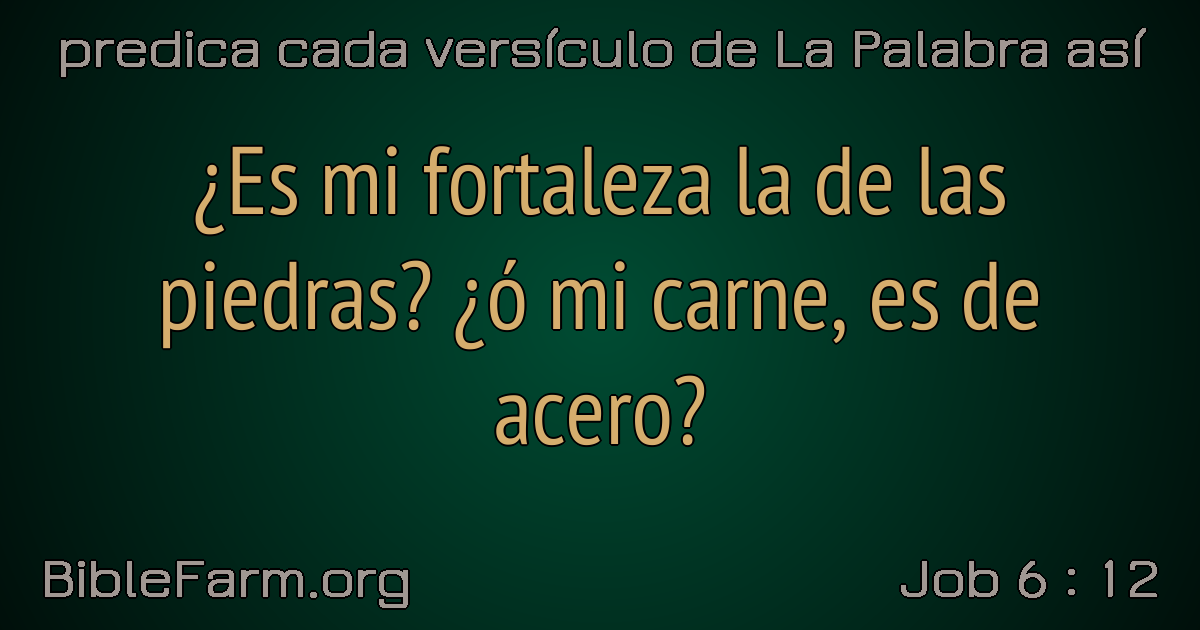 predica cada versículo de La Palabra así
¿Es mi fortaleza la de las
piedras? ¿ó mi carne, es de
acero?
BibleFarm.org
Job 6 : 12